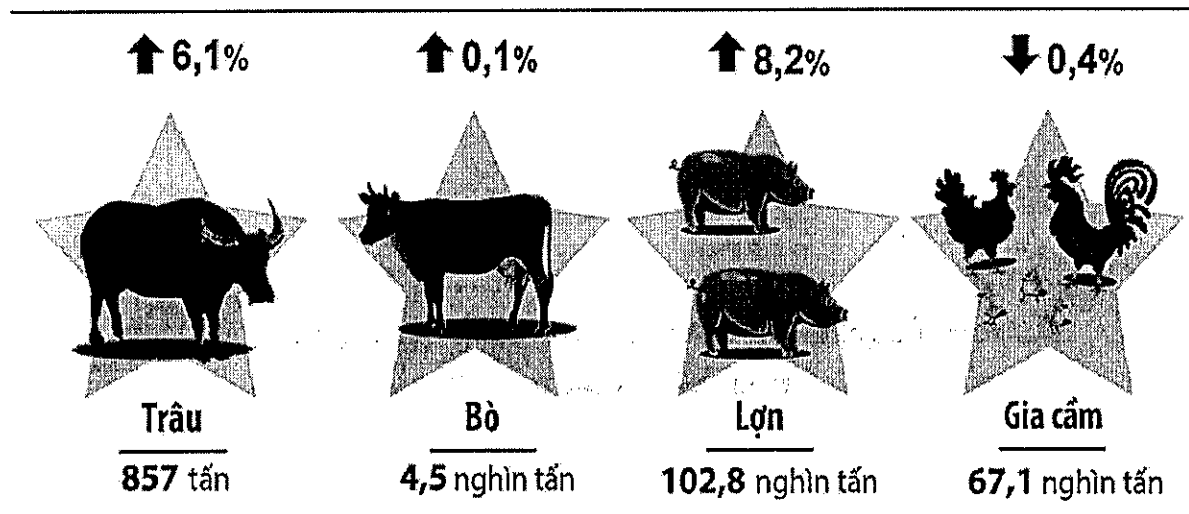 ⬆ 6,1%
⬆ 0,1%
⬆ 8,2%
⬇ 0,4%
Trâu
857 tấn
Bò
4,5 nghìn tấn
Lợn
102,8 nghìn tấn
Gia cầm
67,1 nghìn tấn